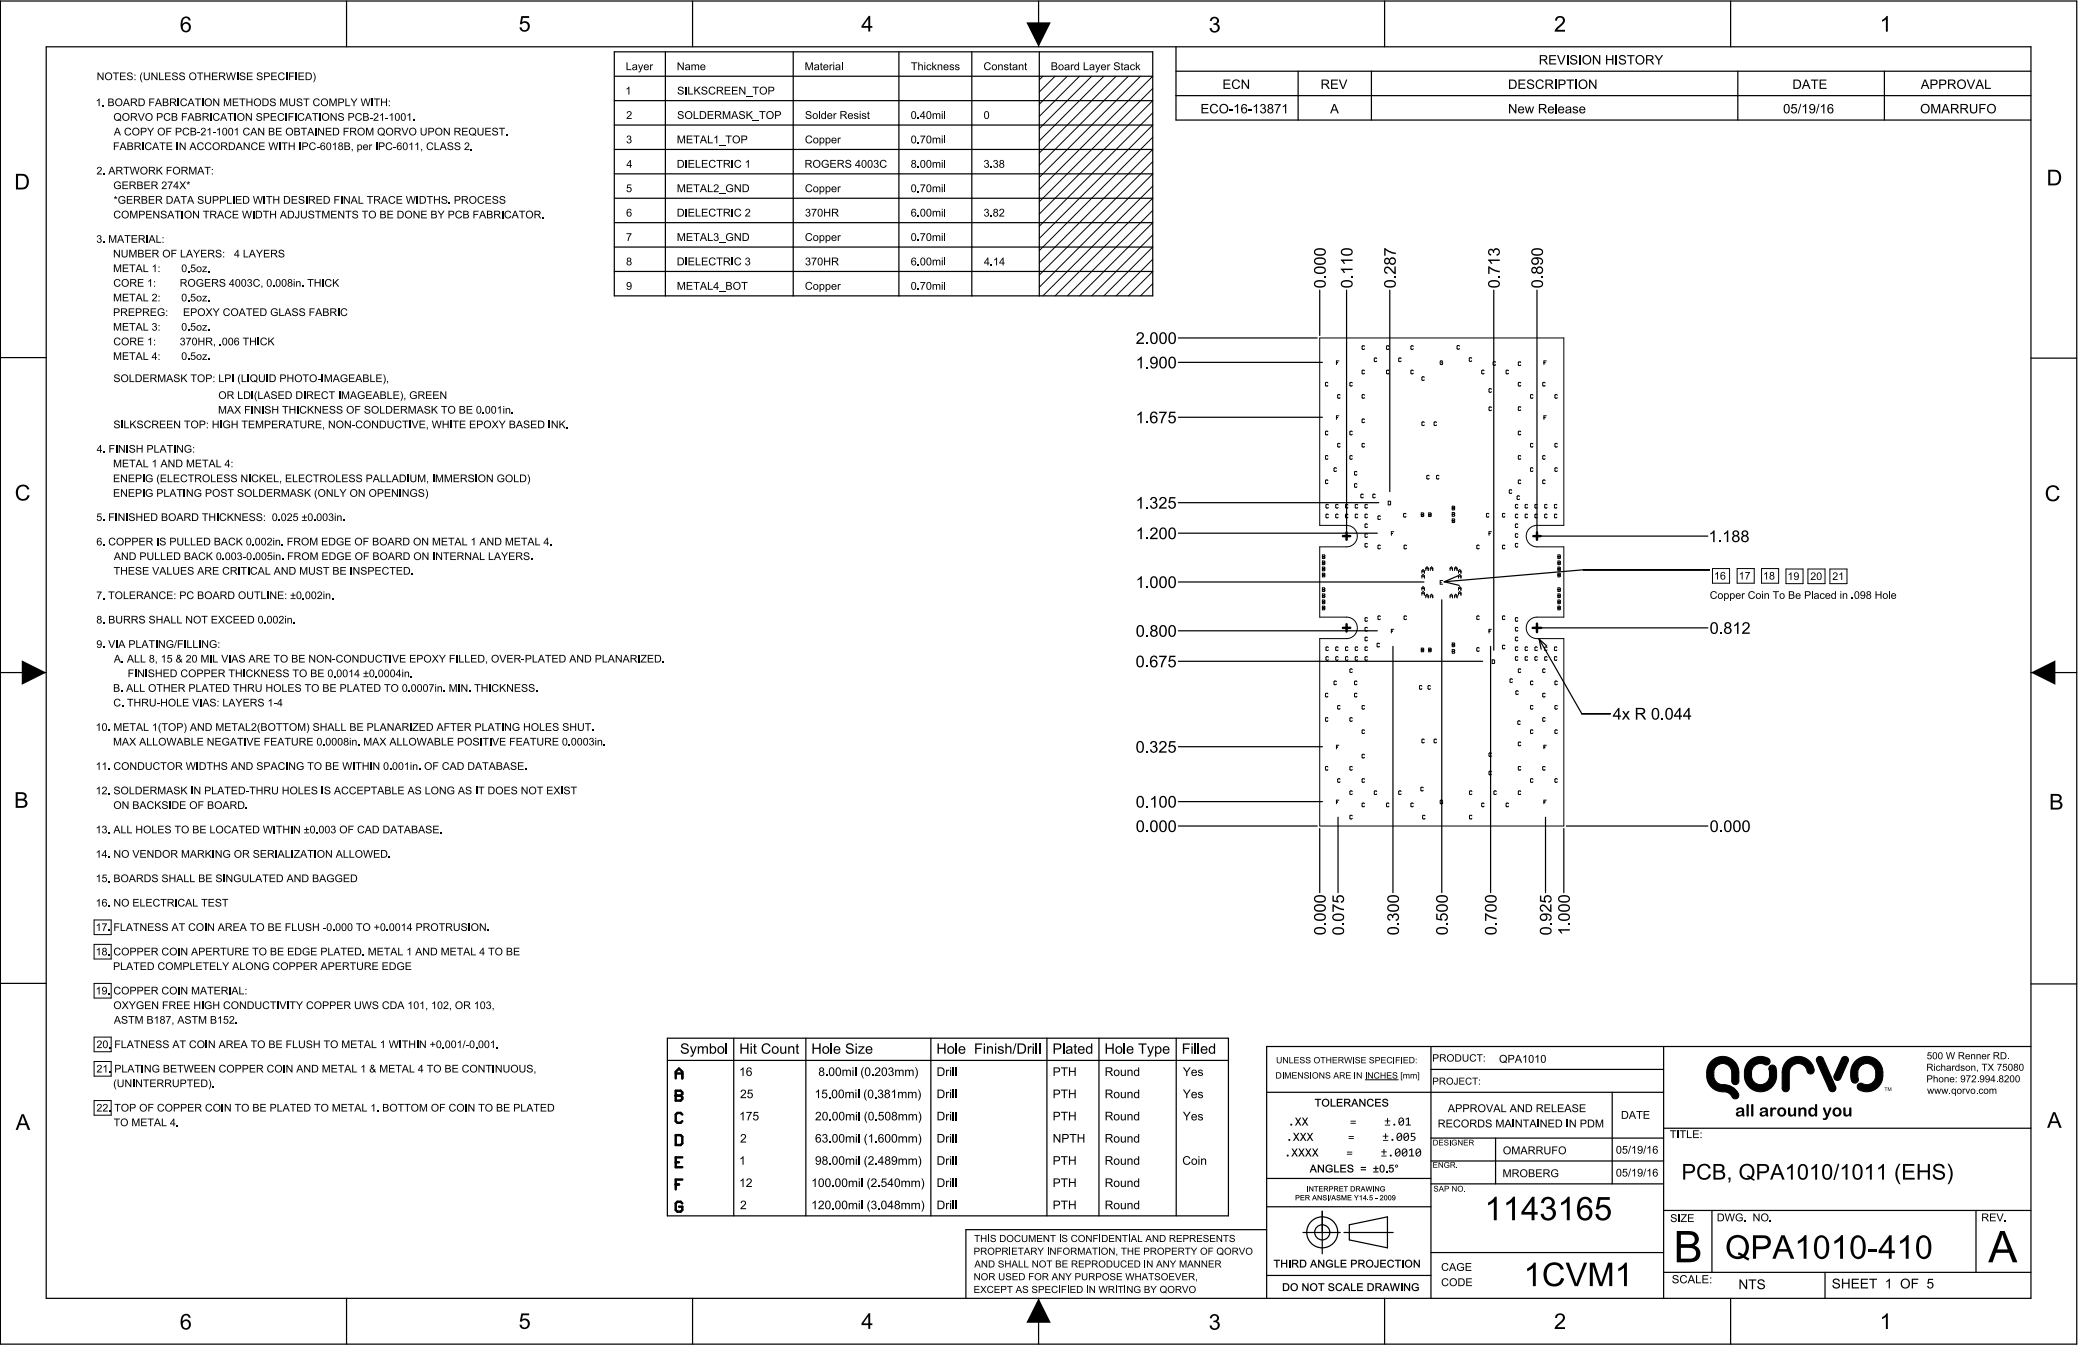 6 5 4 3 2 1
NOTES: (UNLESS OTHERWISE SPECIFIED)
1. BOARD FABRICATION METHODS MUST COMPLY WITH:
QORVO PCB FABRICATION SPECIFICATIONS PCB-21-1001.
A COPY OF PCB-21-1001 CAN BE OBTAINED FROM QORVO UPON REQUEST.
FABRICATE IN ACCORDANCE WITH IPC-6018B, per IPC-6011, CLASS 2.
2. ARTWORK FORMAT:
GERBER 274X*
*GERBER DATA SUPPLIED WITH DESIRED FINAL TRACE WIDTHS. PROCESS
COMPENSATION TRACE WIDTH ADJUSTMENTS TO BE DONE BY PCB FABRICATOR.
3. MATERIAL:
NUMBER OF LAYERS: 4 LAYERS
METAL 1: 0.5oz.
CORE 1: ROGERS 4003C, 0.008in. THICK
METAL 2: 0.5oz.
PREPREG: EPOXY COATED GLASS FABRIC
METAL 3: 0.5oz.
CORE 1: 370HR, .006 THICK
METAL 4: 0.5oz.
SOLDERMASK TOP: LPI (LIQUID PHOTO-IMAGEABLE),
OR LDI(LASED DIRECT IMAGEABLE), GREEN
MAX FINISH THICKNESS OF SOLDERMASK TO BE 0.001in.
SILKSCREEN TOP: HIGH TEMPERATURE, NON-CONDUCTIVE, WHITE EPOXY BASED INK.
4. FINISH PLATING:
METAL 1 AND METAL 4:
ENEPIG (ELECTROLESS NICKEL, ELECTROLESS PALLADIUM, IMMERSION GOLD)
ENEPIG PLATING POST SOLDERMASK (ONLY ON OPENINGS)
5. FINISHED BOARD THICKNESS: 0.025 ±0.003in.
6. COPPER IS PULLED BACK 0.002in. FROM EDGE OF BOARD ON METAL 1 AND METAL 4.
AND PULLED BACK 0.003-0.005in. FROM EDGE OF BOARD ON INTERNAL LAYERS.
THESE VALUES ARE CRITICAL AND MUST BE INSPECTED.
7. TOLERANCE: PC BOARD OUTLINE: ±0.002in.
8. BURRS SHALL NOT EXCEED 0.002in.
9. VIA PLATING/FILLING:
A. ALL 8, 15 & 20 MIL VIAS ARE TO BE NON-CONDUCTIVE EPOXY FILLED, OVER-PLATED AND PLANARIZED.
FINISHED COPPER THICKNESS TO BE 0.0014 ±0.0004in.
B. ALL OTHER PLATED THRU HOLES TO BE PLATED TO 0.0007in. MIN. THICKNESS.
C. THRU-HOLE VIAS: LAYERS 1-4
10. METAL 1(TOP) AND METAL2(BOTTOM) SHALL BE PLANARIZED AFTER PLATING HOLES SHUT.
MAX ALLOWABLE NEGATIVE FEATURE 0.0008in. MAX ALLOWABLE POSITIVE FEATURE 0.0003in.
11. CONDUCTOR WIDTHS AND SPACING TO BE WITHIN 0.001in. OF CAD DATABASE.
12. SOLDERMASK IN PLATED-THRU HOLES IS ACCEPTABLE AS LONG AS IT DOES NOT EXIST
ON BACKSIDE OF BOARD.
13. ALL HOLES TO BE LOCATED WITHIN ±0.003 OF CAD DATABASE.
14. NO VENDOR MARKING OR SERIALIZATION ALLOWED.
15. BOARDS SHALL BE SINGULATED AND BAGGED
16. NO ELECTRICAL TEST
17. FLATNESS AT COIN AREA TO BE FLUSH -0.000 TO +0.0014 PROTRUSION.
18. COPPER COIN APERTURE TO BE EDGE PLATED. METAL 1 AND METAL 4 TO BE
PLATED COMPLETELY ALONG COPPER APERTURE EDGE
19. COPPER COIN MATERIAL:
OXYGEN FREE HIGH CONDUCTIVITY COPPER UWS CDA 101, 102, OR 103,
ASTM B187, ASTM B152.
20. FLATNESS AT COIN AREA TO BE FLUSH TO METAL 1 WITHIN +0.001/-0.001.
21. PLATING BETWEEN COPPER COIN AND METAL 1 & METAL 4 TO BE CONTINUOUS,
(UNINTERRUPTED).
22. TOP OF COPPER COIN TO BE PLATED TO METAL 1. BOTTOM OF COIN TO BE PLATED
TO METAL 4.
Layer Name Material Thickness Constant Board Layer Stack
1 SILKSCREEN_TOP
2 SOLDERMASK_TOP Solder Resist 0.40mil 0
3 METAL1_TOP Copper 0.70mil
4 DIELECTRIC 1 ROGERS 4003C 8.00mil 3.38
5 METAL2_GND Copper 0.70mil
6 DIELECTRIC 2 370HR 6.00mil 3.82
7 METAL3_GND Copper 0.70mil
8 DIELECTRIC 3 370HR 6.00mil 4.14
9 METAL4_BOT Copper 0.70mil
REVISION HISTORY
ECN REV DESCRIPTION DATE APPROVAL
ECO-16-13871 A New Release 05/19/16 OMARRUFO
D D
C C
B B
A A
0.000 0.110 0.287 0.713 0.890
2.000
1.900
1.675
1.325
1.200
1.000
0.800
0.675
0.325
0.100
0.000
1.188
16 17 18 19 20 21
Copper Coin To Be Placed in .098 Hole
0.812
4x R 0.044
0.000
0.000 0.075 0.300 0.500 0.700 0.925 1.000
Symbol Hit Count Hole Size Hole Finish/Drill Plated Hole Type Filled
A 16 8.00mil (0.203mm) Drill PTH Round Yes
B 25 15.00mil (0.381mm) Drill PTH Round Yes
C 175 20.00mil (0.508mm) Drill PTH Round Yes
D 2 63.00mil (1.600mm) Drill NPTH Round
E 1 98.00mil (2.489mm) Drill PTH Round Coin
F 12 100.00mil (2.540mm) Drill PTH Round
G 2 120.00mil (3.048mm) Drill PTH Round
THIS DOCUMENT IS CONFIDENTIAL AND REPRESENTS
PROPRIETARY INFORMATION, THE PROPERTY OF QORVO
AND SHALL NOT BE REPRODUCED IN ANY MANNER
NOR USED FOR ANY PURPOSE WHATSOEVER,
EXCEPT AS SPECIFIED IN WRITING BY QORVO
UNLESS OTHERWISE SPECIFIED:
DIMENSIONS ARE IN INCHES [mm]
TOLERANCES
.XX = ±.01
.XXX = ±.005
.XXXX = ±.0010
ANGLES = ±0.5°
INTERPRET DRAWING
PER ANSI/ASME Y14.5 - 2009
THIRD ANGLE PROJECTION
DO NOT SCALE DRAWING
PRODUCT: QPA1010
PROJECT:
APPROVAL AND RELEASE
RECORDS MAINTAINED IN PDM
DATE
DESIGNER OMARRUFO 05/19/16
ENGR. MROBERG 05/19/16
SAP NO.
1143165
CAGE
CODE
1CVM1
QORVO
TM
all around you
500 W Renner RD.
Richardson, TX 75080
Phone: 972.994.8200
www.qorvo.com
TITLE:
PCB, QPA1010/1011 (EHS)
SIZE DWG. NO. REV.
B QPA1010-410 A
SCALE: NTS SHEET 1 OF 5
6 5 4 3 2 1